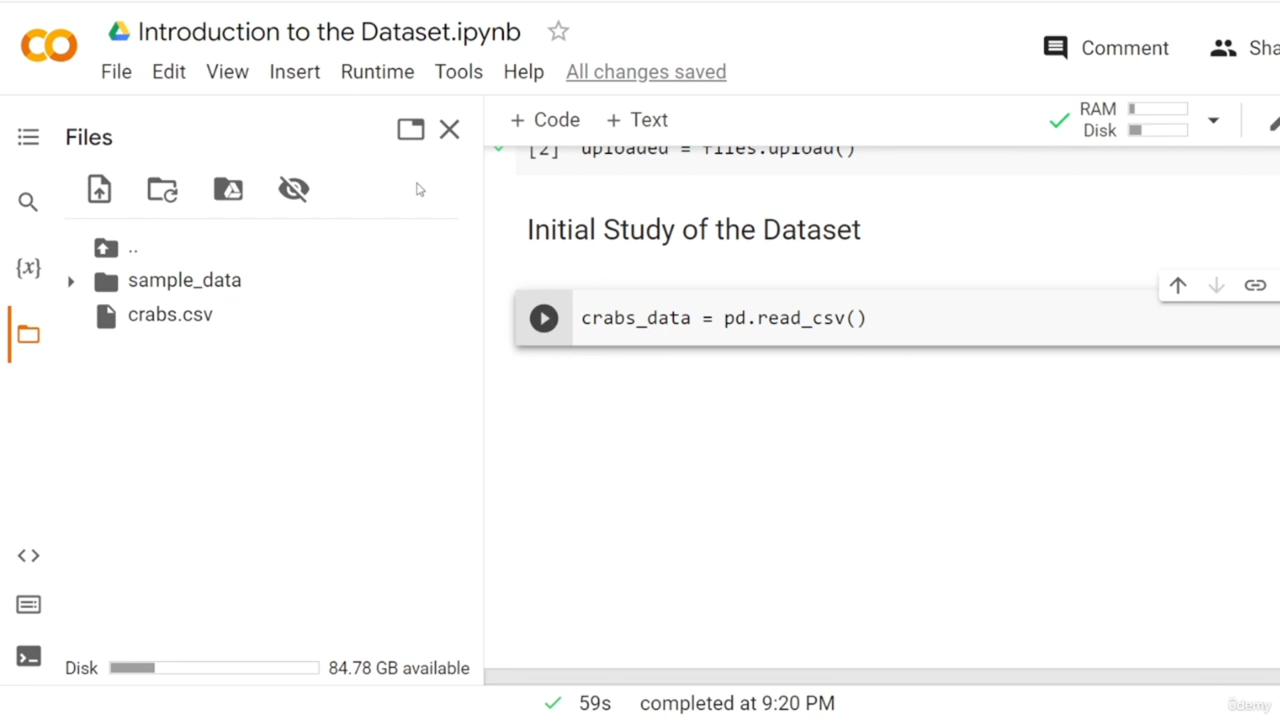 Introduction to the Dataset.ipynb
File Edit View Insert Runtime Tools Help All changes saved
Comment
Sha
Files
+ Code + Text
RAM
Disk
[2] uploaded = files.upload()
..
sample_data
crabs.csv
{x}
Initial Study of the Dataset
crabs_data = pd.read_csv()
Disk 84.78 GB available
59s completed at 9:20 PM
ûdemy